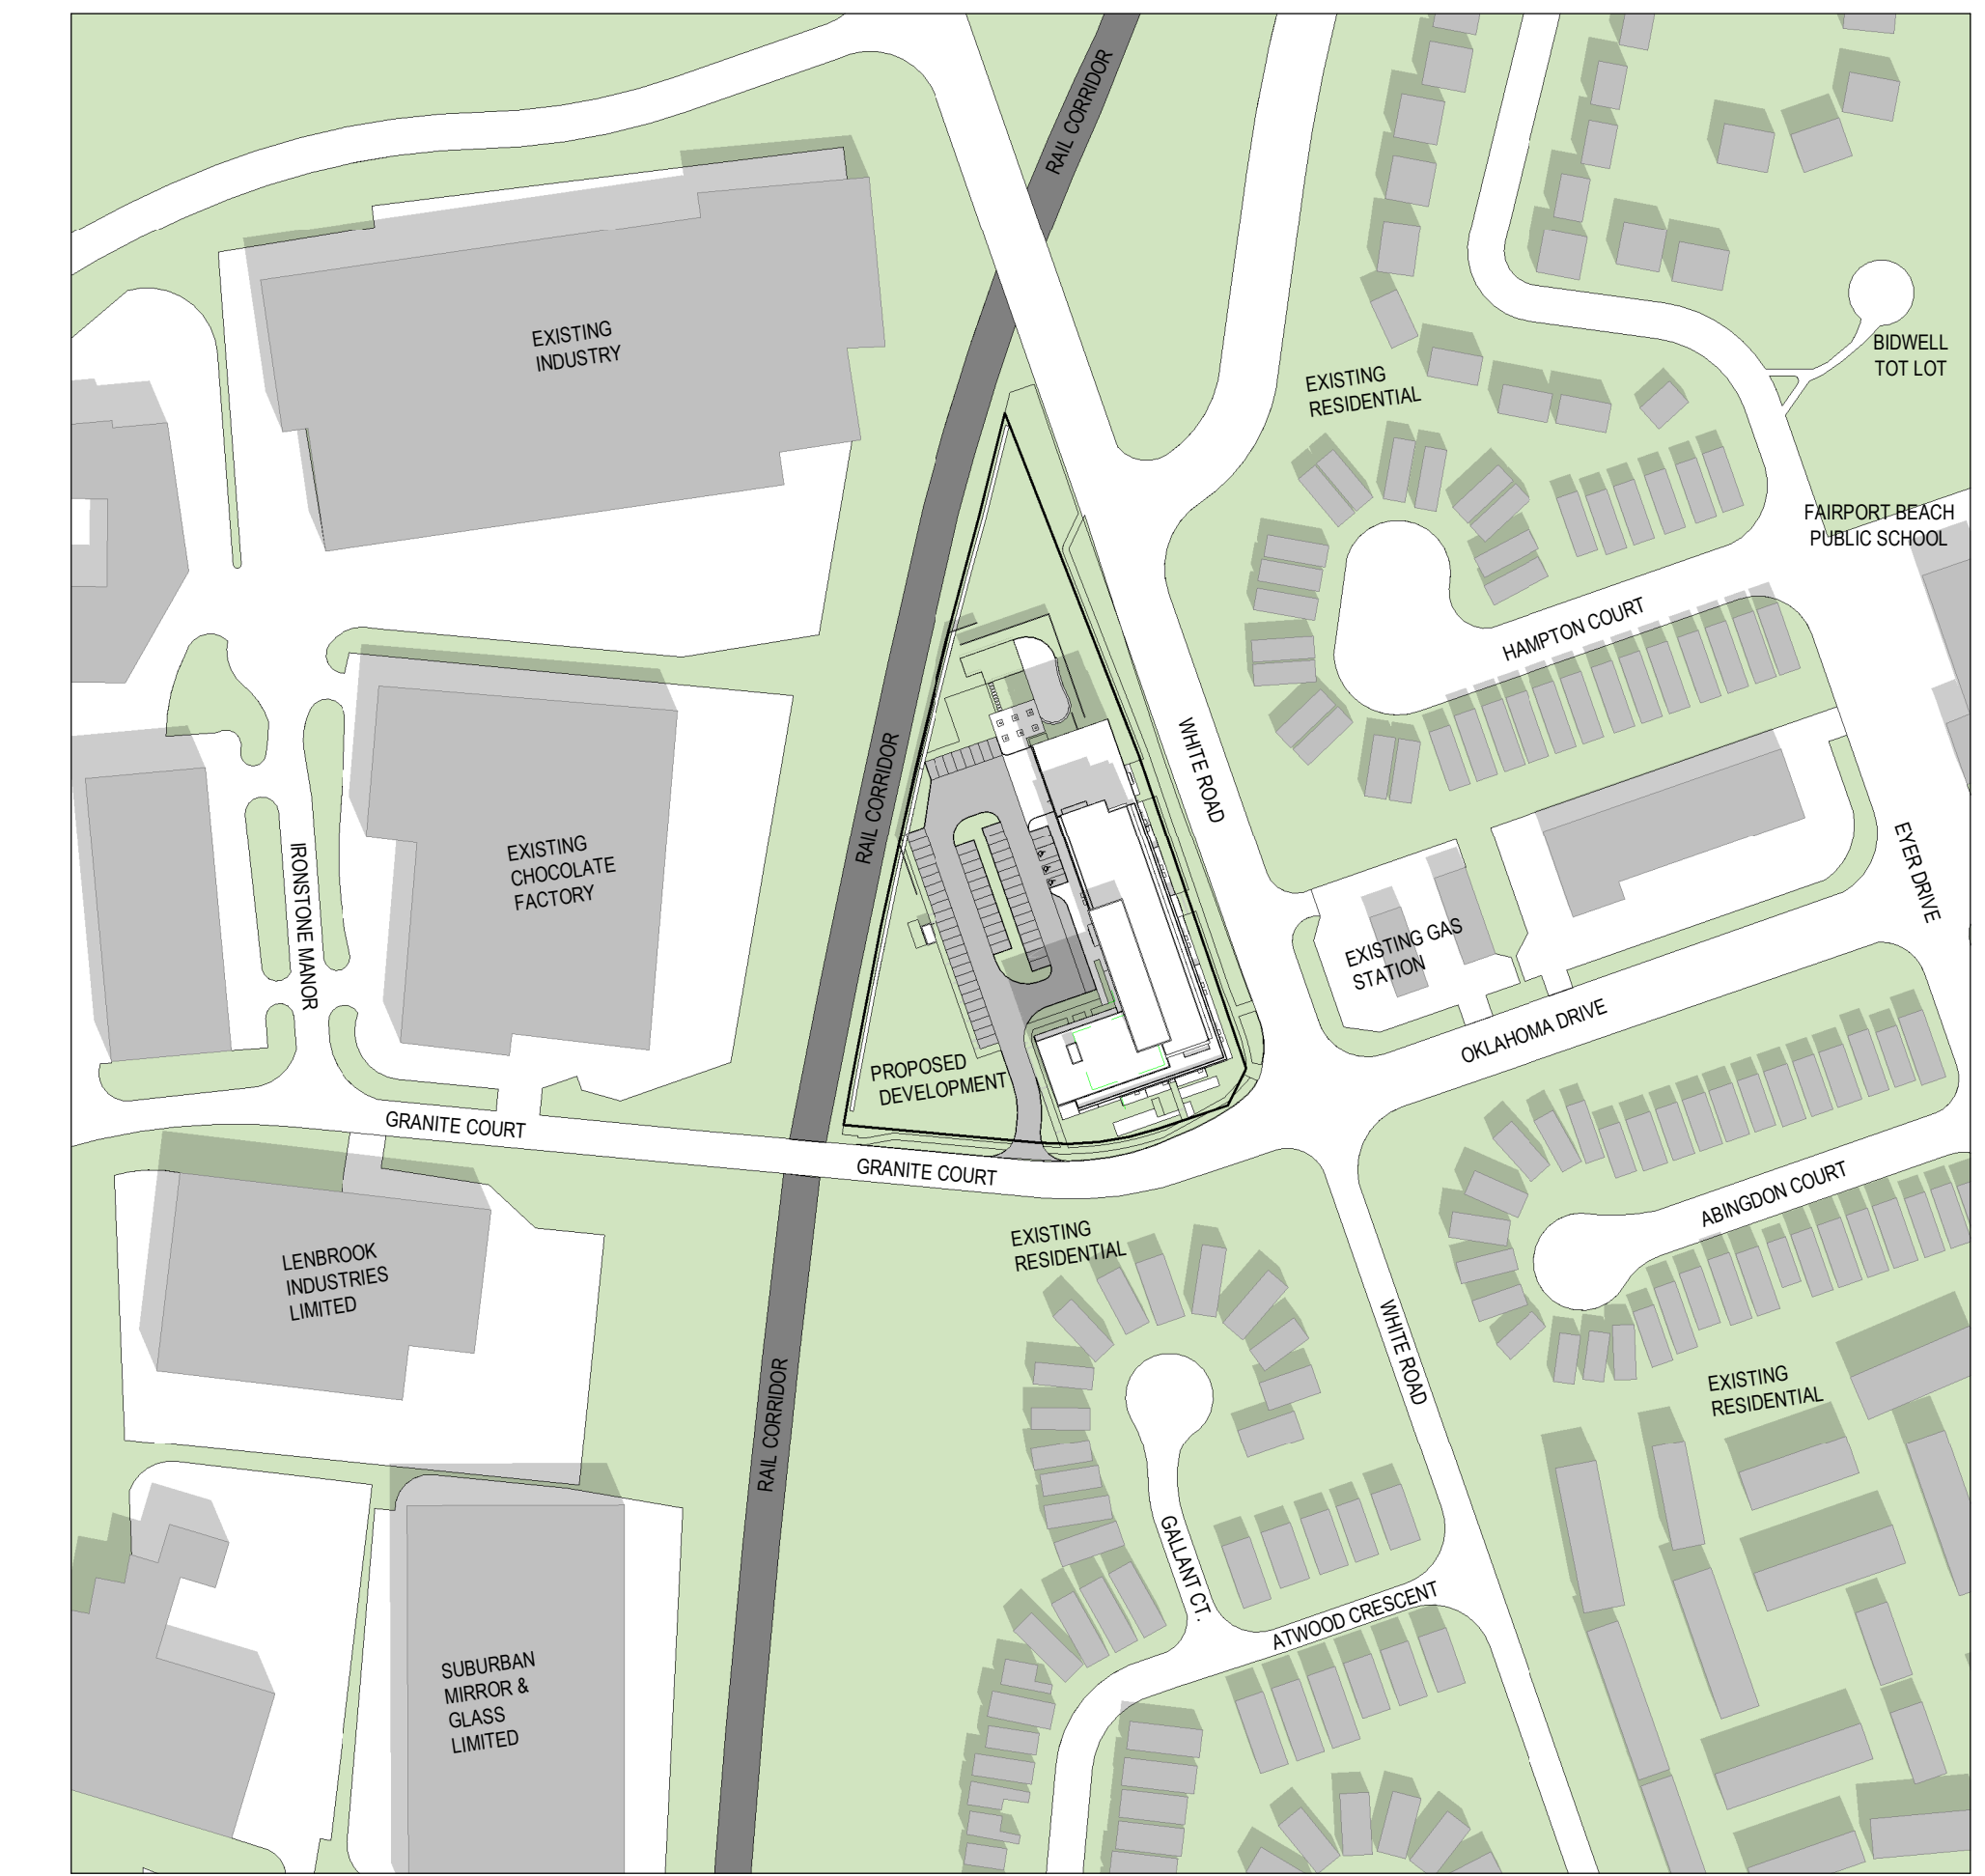 RAIL CORRIDOR
EXISTING
INDUSTRY
EXISTING
RESIDENTIAL
BIDWELL
TOT LOT
FAIRPORT BEACH
PUBLIC SCHOOL
HAMPTON COURT
WHITE ROAD
RAIL CORRIDOR
EXISTING
CHOCOLATE
FACTORY
IRONSTONE MANOR
EYER DRIVE
EXISTING GAS
STATION
OKLAHOMA DRIVE
PROPOSED
DEVELOPMENT
GRANITE COURT
GRANITE COURT
ABINGDON COURT
EXISTING
RESIDENTIAL
LENBROOK
INDUSTRIES
LIMITED
WHITE ROAD
EXISTING
RESIDENTIAL
RAIL CORRIDOR
GALLANT CT.
ATWOOD CRESCENT
SUBURBAN
MIRROR &
GLASS
LIMITED